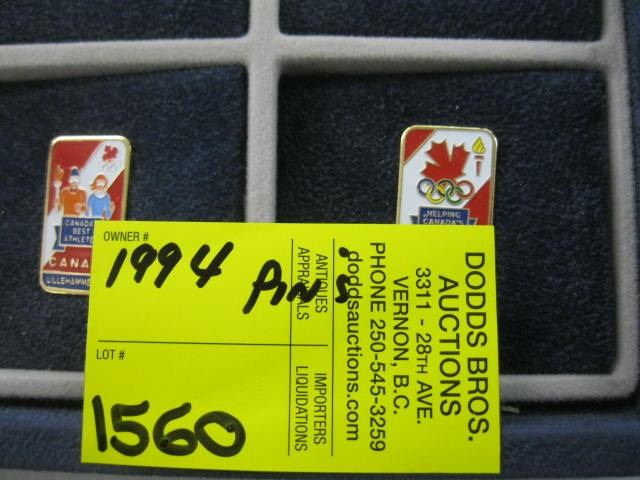 CANADA
BEST
ATHLETE
CANA
LILLEHAMME
HELPING
CANADA'S
OWNER #
1994 Pins
LOT #
1560
ANTIQUES
APPRAISALS
IMPORTERS
LIQUIDATIONS
DODDS BROS.
AUCTIONS
3311 - 28TH AVE.
VERNON, B.C.
PHONE 250-545-3259
doddsauctions.com